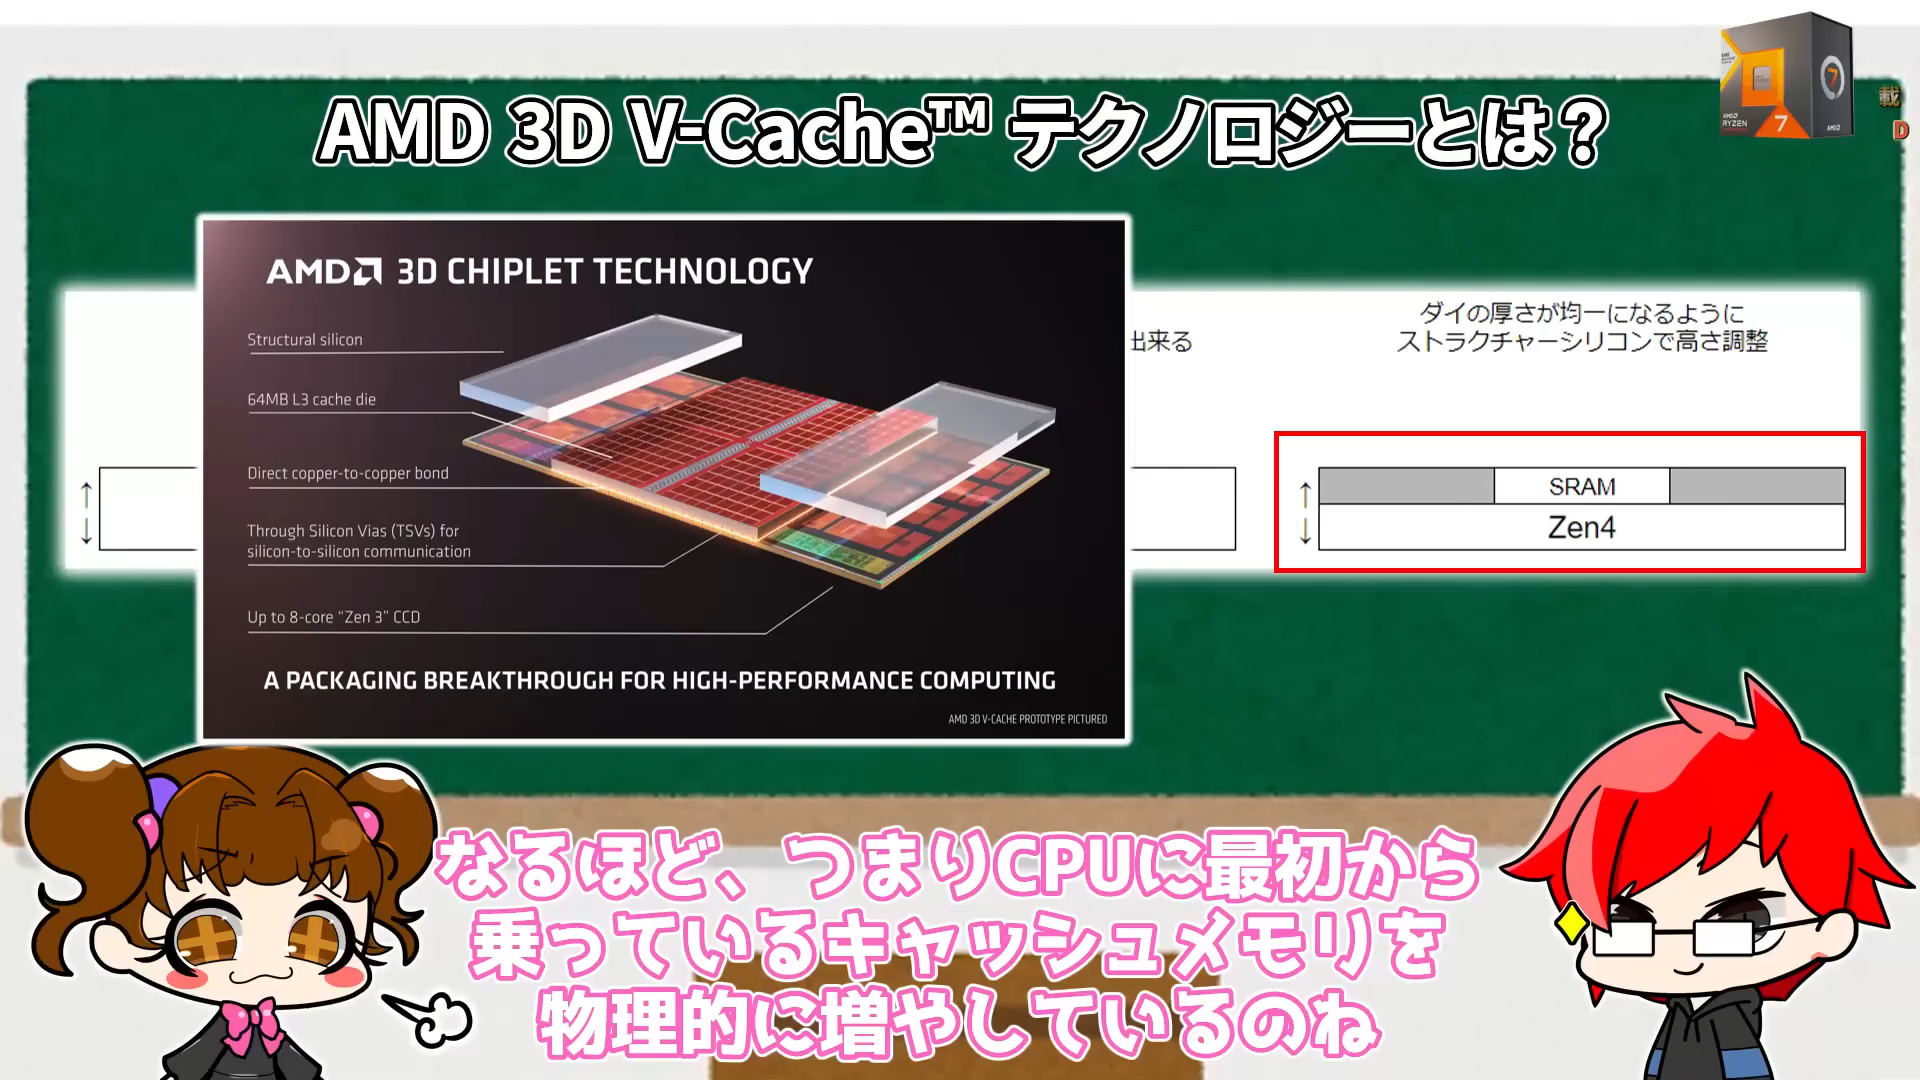 AMD 3D V-Cache™ テクノロジーとは？
AMD
RYZEN
7
7
AMD
載
D
AMD 3D CHIPLET TECHNOLOGY
Structural silicon
64MB L3 cache die
Direct copper-to-copper bond
Through Silicon Vias (TSVs) for
silicon-to-silicon communication
Up to 8-core “Zen 3” CCD
A PACKAGING BREAKTHROUGH FOR HIGH-PERFORMANCE COMPUTING
AMD 3D V-CACHE PROTOTYPE PICTURED
出来る
ダイの厚さが均一になるように
ストラクチャーシリコンで高さ調整
SRAM
Zen4
なるほど、つまりCPUに最初から
乗っているキャッシュメモリを
物理的に増やしているのね